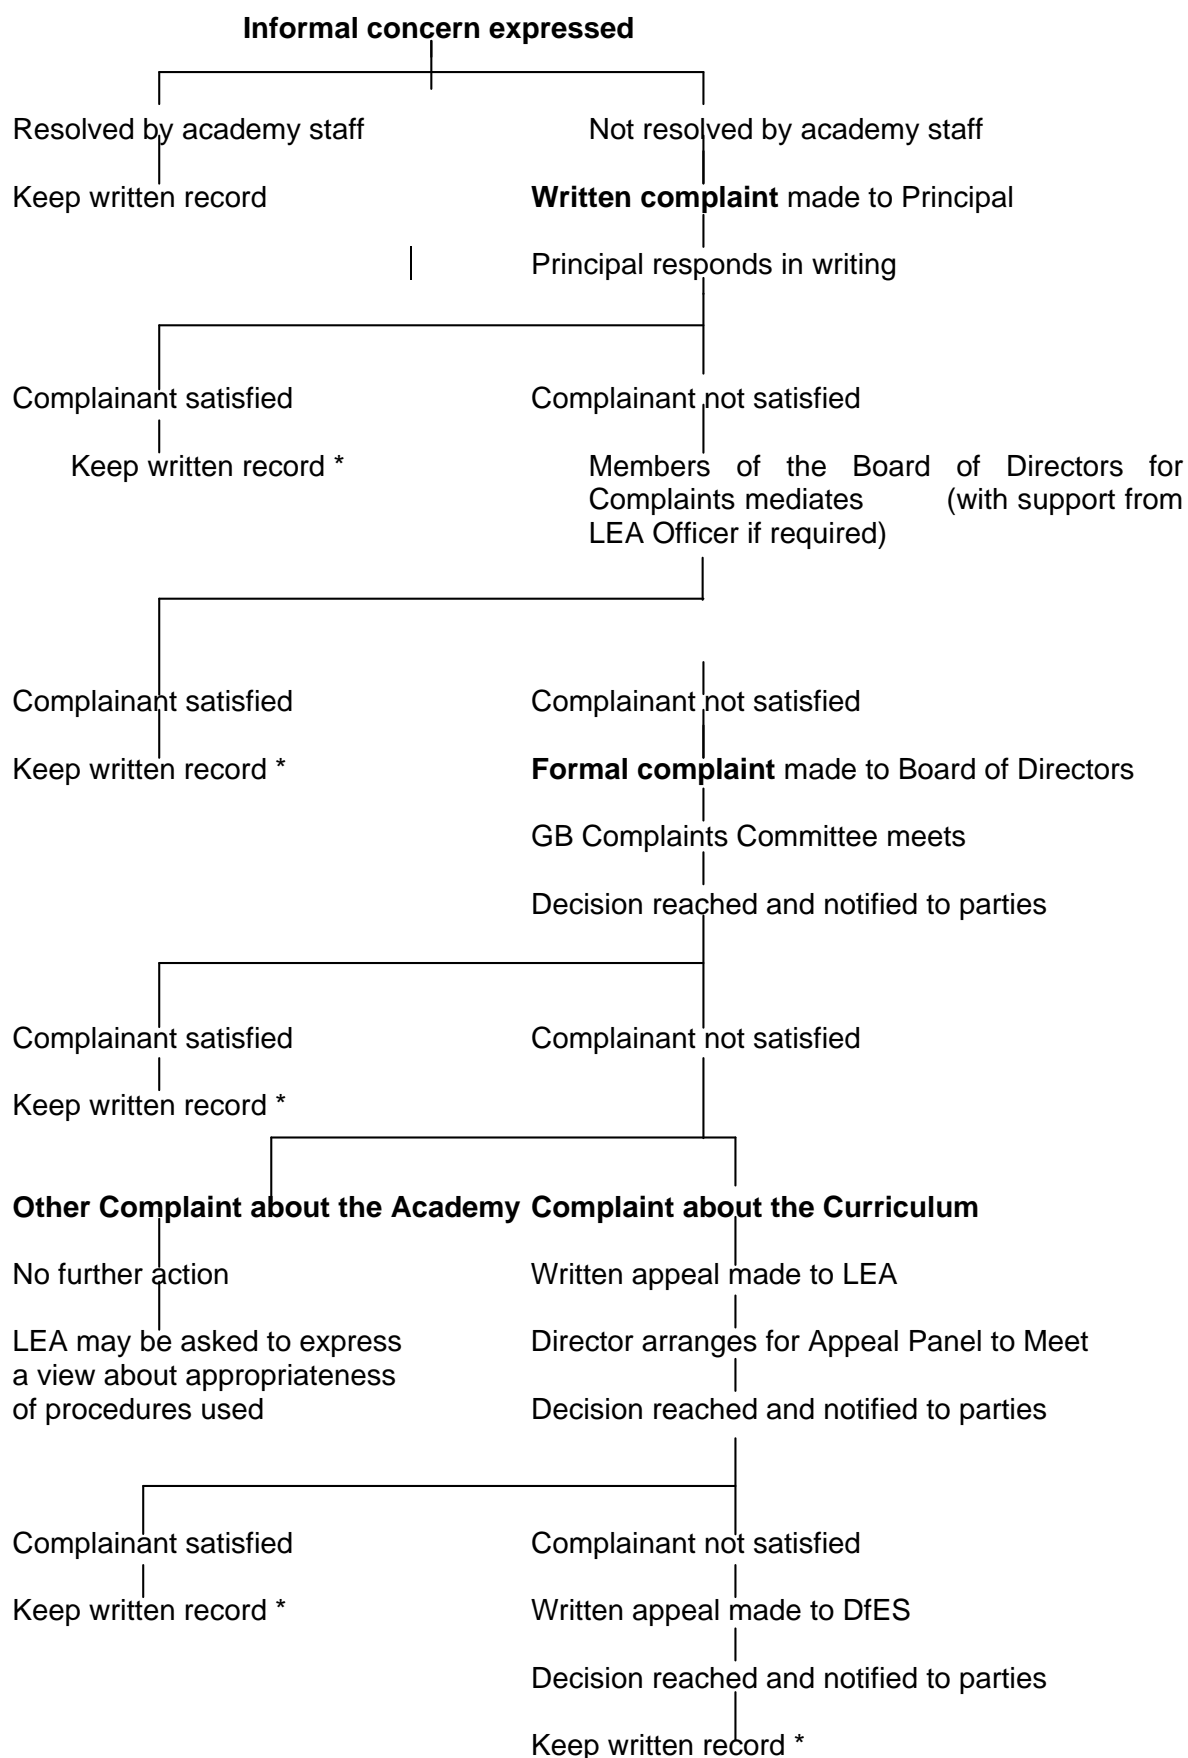 Informal concern expressed
Resolved by academy staff
Not resolved by academy staff
Keep written record
Written complaint made to Principal
Principal responds in writing
Complainant satisfied
Complainant not satisfied
Keep written record *
Members of the Board of Directors for
Complaints mediates (with support from
LEA Officer if required)
Complainant satisfied
Complainant not satisfied
Keep written record *
Formal complaint made to Board of Directors
GB Complaints Committee meets
Decision reached and notified to parties
Complainant satisfied
Complainant not satisfied
Keep written record *
Other Complaint about the Academy
Complaint about the Curriculum
No further action
Written appeal made to LEA
LEA may be asked to express
a view about appropriateness
of procedures used
Director arranges for Appeal Panel to Meet
Decision reached and notified to parties
Complainant satisfied
Complainant not satisfied
Keep written record *
Written appeal made to DfES
Decision reached and notified to parties
Keep written record *